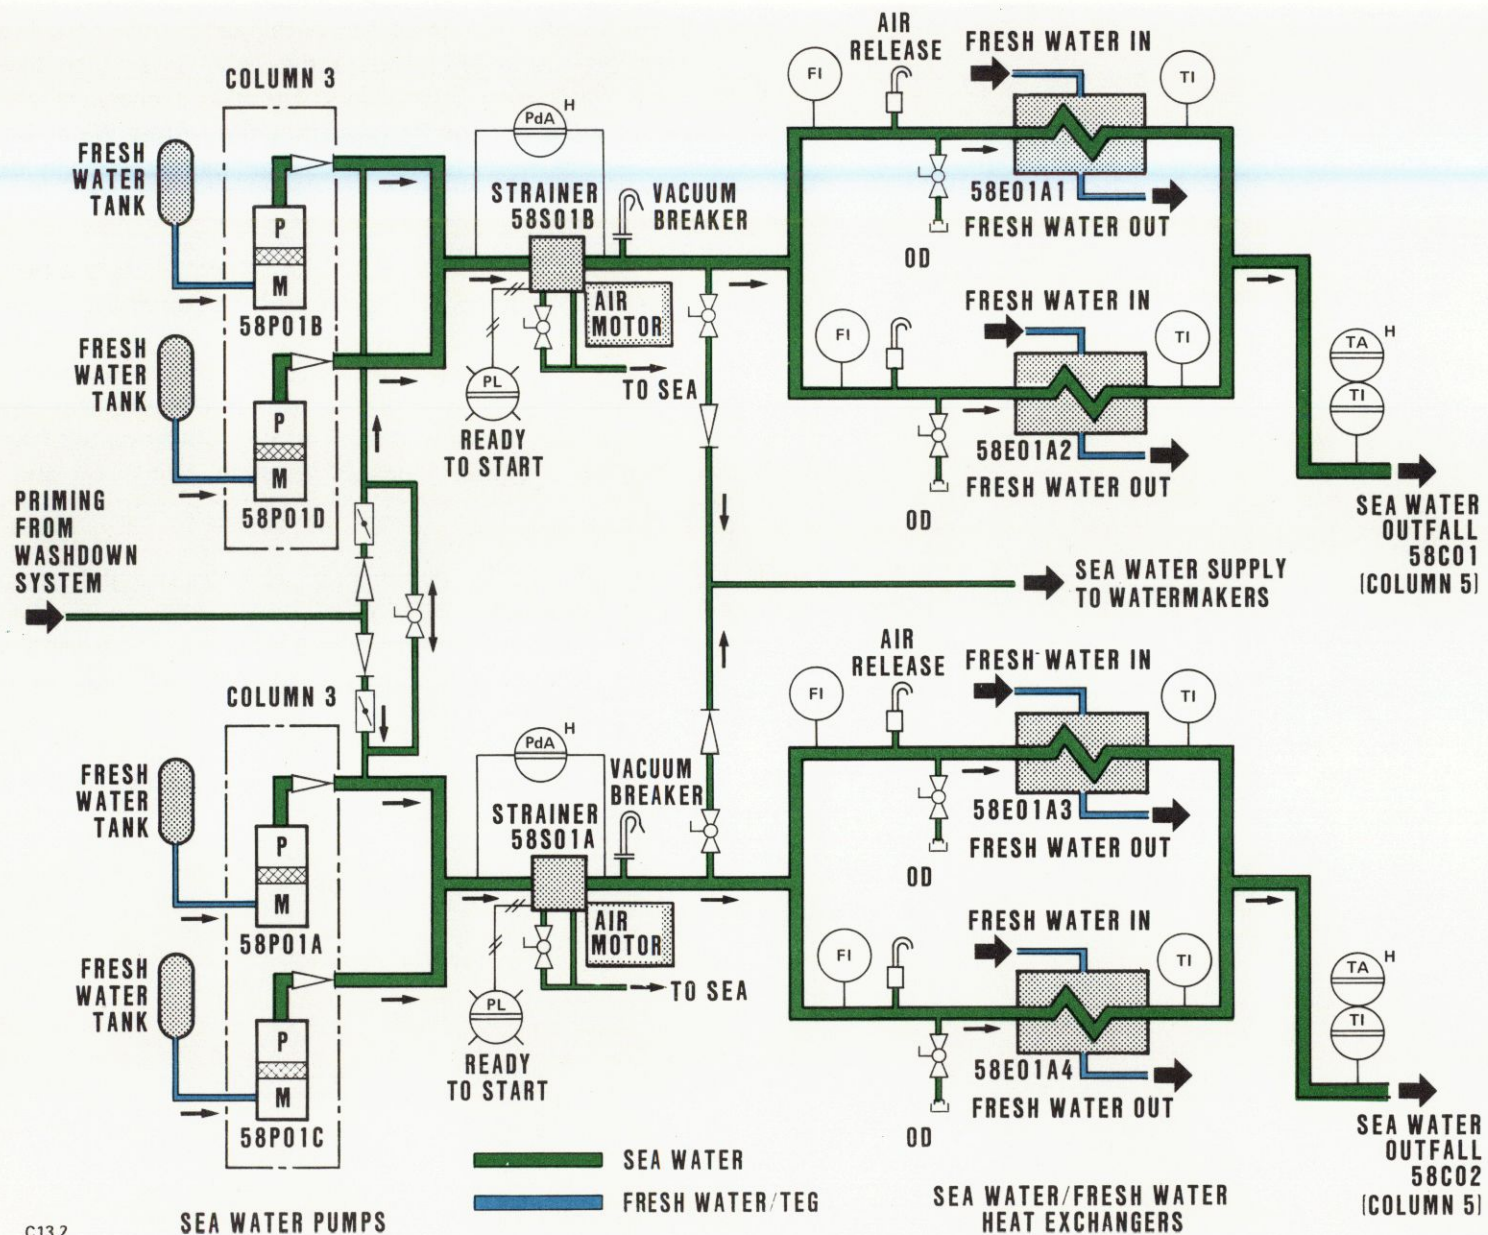 COLUMN 3
FRESH
WATER
TANK
P
M
58P01B
FRESH
WATER
TANK
P
M
58P01D
PRIMING
FROM
WASHDOWN
SYSTEM
PdA
H
STRAINER
58S01B
VACUUM
BREAKER
AIR
MOTOR
TO SEA
PL
READY
TO START
FI
AIR
RELEASE
FRESH WATER IN
TI
58E01A1
FRESH WATER OUT
OD
FRESH WATER IN
FI
TI
58E01A2
FRESH WATER OUT
OD
TA
H
TI
SEA WATER
OUTFALL
58C01
(COLUMN 5)
SEA WATER SUPPLY
TO WATERMAKERS
COLUMN 3
FRESH
WATER
TANK
P
M
58P01A
FRESH
WATER
TANK
P
M
58P01C
PdA
H
STRAINER
58S01A
VACUUM
BREAKER
AIR
MOTOR
TO SEA
PL
READY
TO START
FI
AIR
RELEASE
FRESH WATER IN
TI
58E01A3
FRESH WATER OUT
OD
FRESH WATER IN
FI
TI
58E01A4
FRESH WATER OUT
OD
TA
H
TI
SEA WATER
OUTFALL
58C02
(COLUMN 5)
SEA WATER
FRESH WATER/TEG
C13.2
SEA WATER PUMPS
SEA WATER/FRESH WATER
HEAT EXCHANGERS